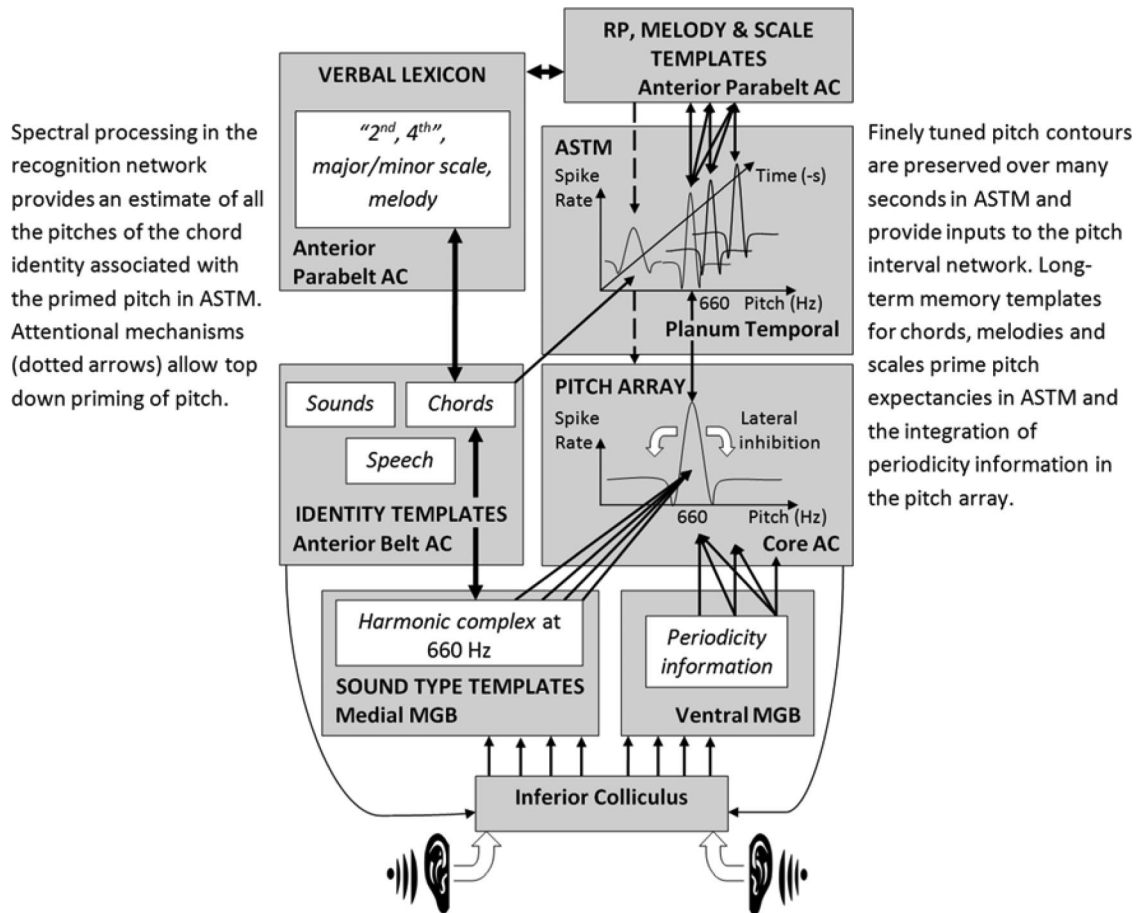 Spectral processing in the
recognition network
provides an estimate of all
the pitches of the chord
identity associated with
the primed pitch in ASTM.
Attentional mechanisms
(dotted arrows) allow top
down priming of pitch.
VERBAL LEXICON
“2nd, 4th”,
major/minor scale,
melody
Anterior
Parabelt AC
RP, MELODY & SCALE
TEMPLATES
Anterior Parabelt AC
ASTM
Spike
Rate
Time (-s)
660 Pitch (Hz)
Planum Temporal
Sounds
Chords
Speech
IDENTITY TEMPLATES
Anterior Belt AC
PITCH ARRAY
Spike
Rate
Lateral
inhibition
660 Pitch (Hz)
Core AC
Harmonic complex at
660 Hz
SOUND TYPE TEMPLATES
Medial MGB
Periodicity
information
Ventral MGB
Inferior Colliculus
Finely tuned pitch contours
are preserved over many
seconds in ASTM and
provide inputs to the pitch
interval network. Long-
term memory templates
for chords, melodies and
scales prime pitch
expectancies in ASTM and
the integration of
periodicity information in
the pitch array.